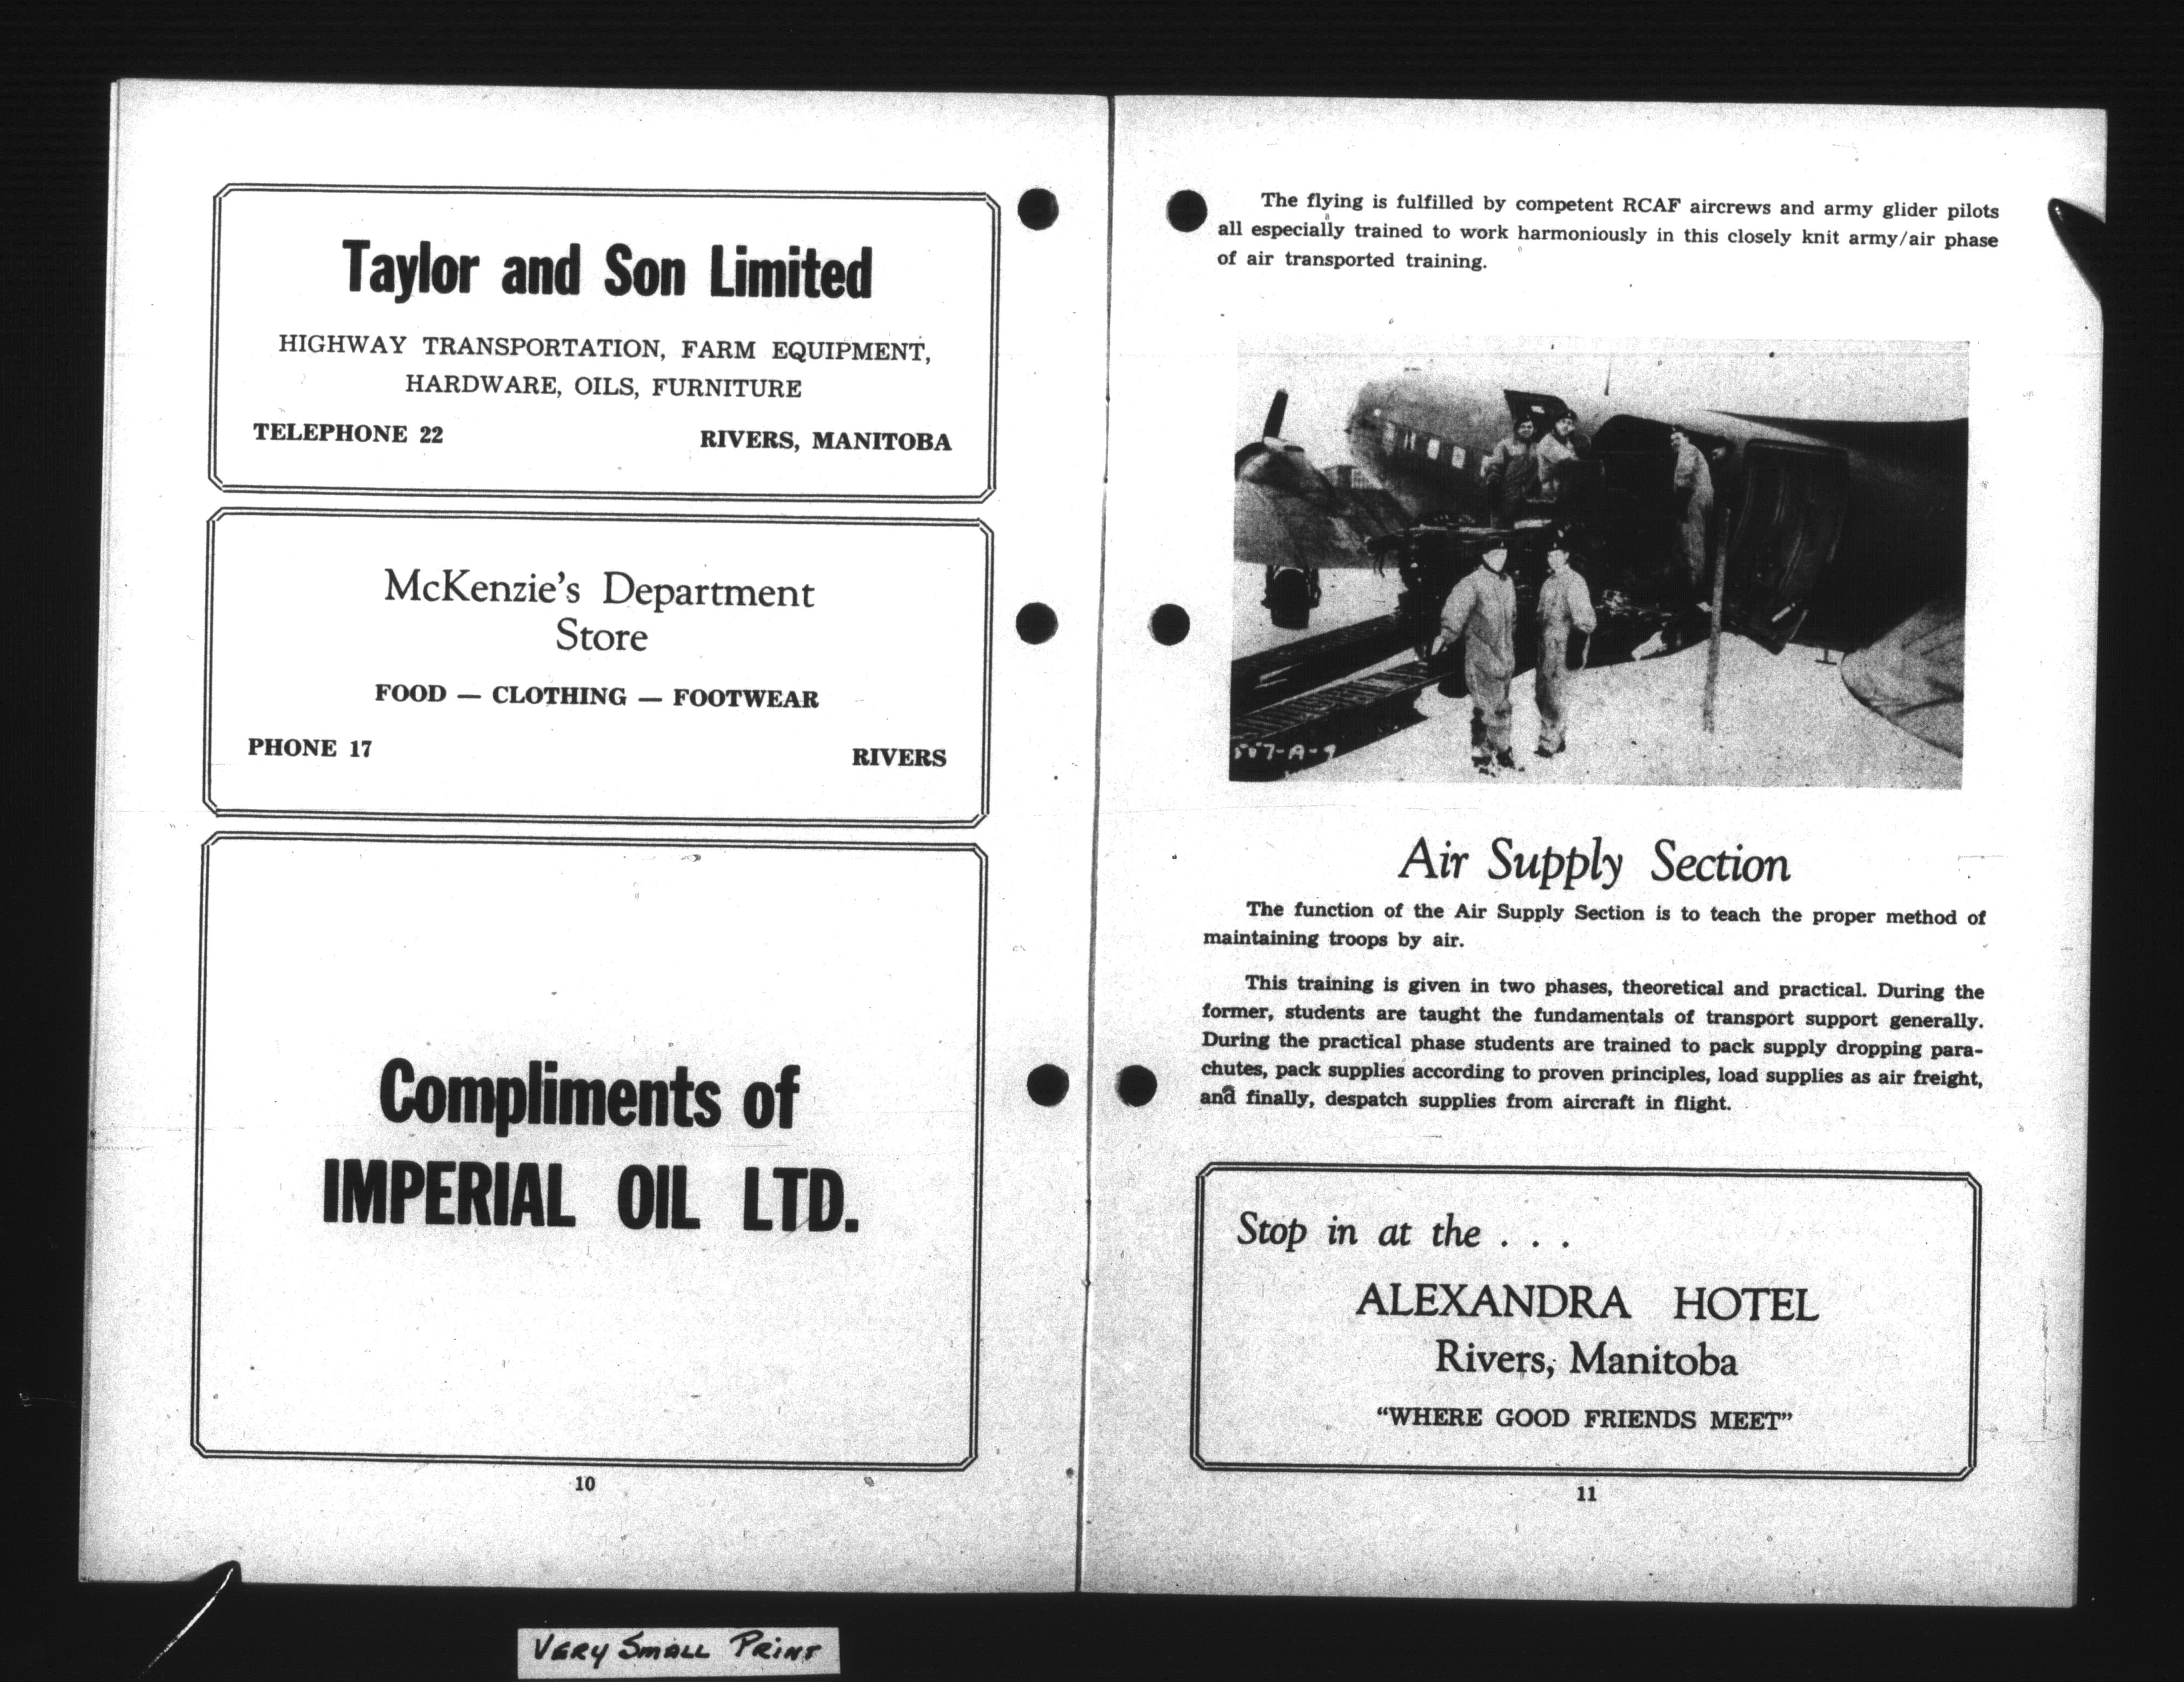 Taylor and Son Limited
HIGHWAY TRANSPORTATION, FARM EQUIPMENT,
HARDWARE, OILS, FURNITURE
TELEPHONE 22 RIVERS, MANITOBA
McKenzie's Department
Store
FOOD — CLOTHING — FOOTWEAR
PHONE 17 RIVERS
Compliments of
IMPERIAL OIL LTD.
10
The flying is fulfilled by competent RCAF aircrews and army glider pilots
all especially trained to work harmoniously in this closely knit army/air phase
of air transported training.
Air Supply Section
The function of the Air Supply Section is to teach the proper method of
maintaining troops by air.
This training is given in two phases, theoretical and practical. During the
former, students are taught the fundamentals of transport support generally.
During the practical phase students are trained to pack supply dropping para-
chutes, pack supplies according to proven principles, load supplies as air freight,
and finally, despatch supplies from aircraft in flight.
Stop in at the . . .
ALEXANDRA HOTEL
Rivers, Manitoba
“WHERE GOOD FRIENDS MEET”
11
VERY SMALL PRINT